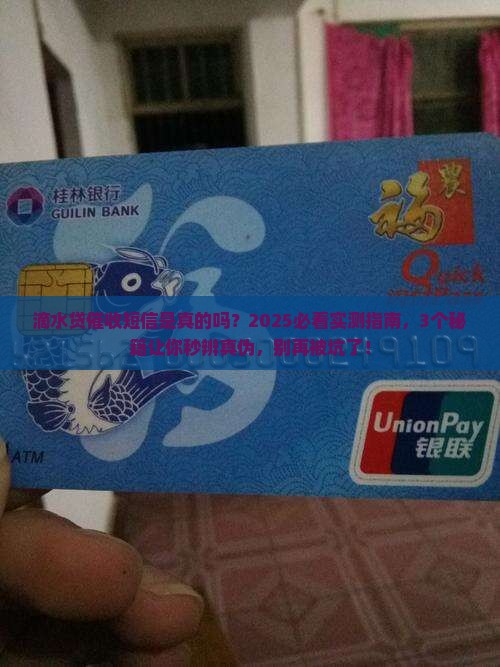 桂林银行
GUILIN BANK
農
福
Quick
滴水贷催收短信是真的吗？2025必看实测指南，3个秘
籍让你秒辨真伪，别再被坑了！
9109
UnionPay
银联
ATM